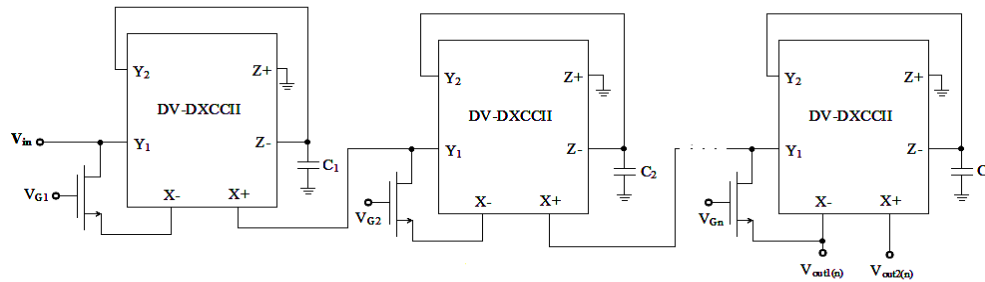 Y2 Z+
DV-DXCCII
Vin Y1 Z-
C1
VG1 X- X+
Y2 Z+
DV-DXCCII
Y1 Z-
C2
VG2 X- X+
. . . .
Y2 Z+
DV-DXCCII
Y1 Z-
C
VGn X- X+
Vout1(n) Vout2(n)